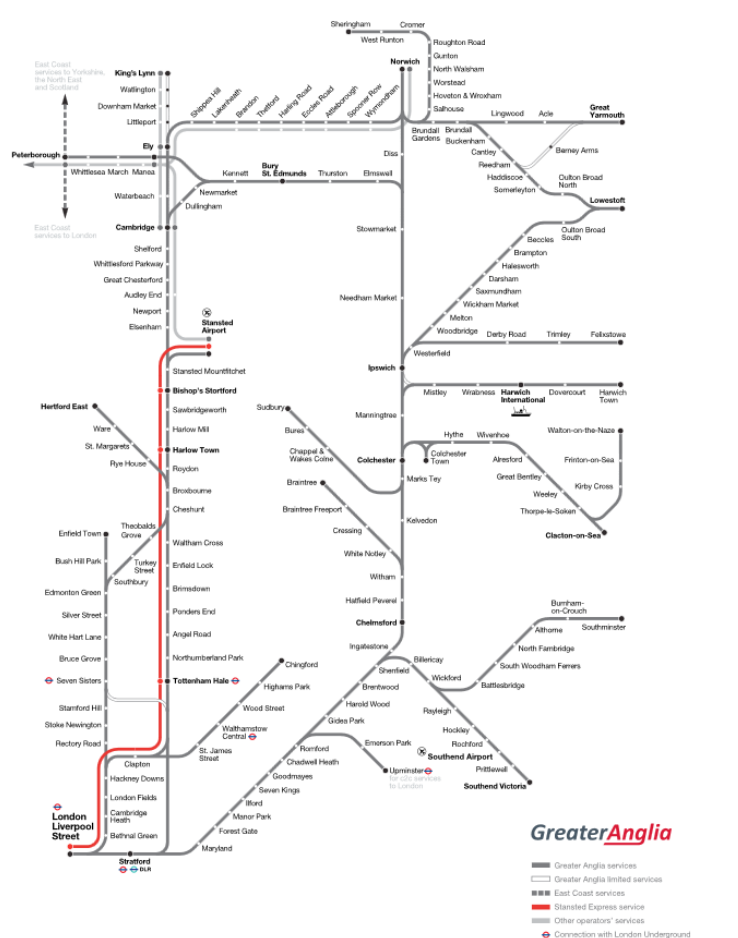 Sheringham
Cromer
West Runton
Roughton Road
Gunton
North Walsham
Worstead
Hoveton & Wroxham
Salhouse
East Coast
services to Yorkshire,
the North East
and Scotland
King's Lynn
Watlington
Downham Market
Littleport
Ely
Norwich
Shippea Hill
Lakenheath
Brandon
Thetford
Harling Road
Eccles Road
Attleborough
Spooner Row
Wymondham
Brundall
Gardens
Brundall
Buckenham
Cantley
Reedham
Haddiscoe
Somerleyton
Lingwood
Acle
Great
Yarmouth
Berney Arms
Oulton Broad
North
Lowestoft
Oulton Broad
South
Beccles
Brampton
Halesworth
Darsham
Saxmundham
Wickham Market
Melton
Woodbridge
Westerfield
Derby Road
Trimley
Felixstowe
Peterborough
Whittlesea
March
Manea
East Coast
services to London
Waterbeach
Cambridge
Kennett
Bury
St. Edmunds
Thurston
Elmswell
Newmarket
Dullingham
Diss
Stowmarket
Needham Market
Ipswich
Shelford
Whittlesford Parkway
Great Chesterford
Audley End
Newport
Elsenham
Stansted
Airport
Stansted Mountfitchet
Bishop's Stortford
Sawbridgeworth
Harlow Mill
Harlow Town
Roydon
Broxbourne
Cheshunt
Waltham Cross
Enfield Lock
Brimsdown
Ponders End
Angel Road
Northumberland Park
Tottenham Hale
Hertford East
Ware
St. Margarets
Rye House
Mistley
Wrabness
Harwich
International
Dovercourt
Harwich
Town
Manningtree
Sudbury
Bures
Chappel &
Wakes Colne
Colchester
Colchester
Town
Hythe
Wivenhoe
Alresford
Great Bentley
Weeley
Thorpe-le-Soken
Walton-on-the-Naze
Frinton-on-Sea
Kirby Cross
Clacton-on-Sea
Marks Tey
Kelvedon
Braintree
Braintree Freeport
Cressing
White Notley
Witham
Hatfield Peverel
Chelmsford
Ingatestone
Shenfield
Brentwood
Harold Wood
Gidea Park
Romford
Chadwell Heath
Goodmayes
Seven Kings
Ilford
Manor Park
Forest Gate
Maryland
Billericay
Wickford
Battlesbridge
South Woodham Ferrers
North Fambridge
Althorne
Burnham-
on-Crouch
Southminster
Rayleigh
Hockley
Rochford
Southend Airport
Prittlewell
Southend Victoria
Emerson Park
Upminster
for c2c services
to London
Enfield Town
Bush Hill Park
Edmonton Green
Silver Street
White Hart Lane
Bruce Grove
Seven Sisters
Stamford Hill
Stoke Newington
Rectory Road
Theobalds
Grove
Turkey
Street
Southbury
Chingford
Highams Park
Wood Street
Walthamstow
Central
St. James
Street
Clapton
Hackney Downs
London Fields
Cambridge
Heath
Bethnal Green
London
Liverpool
Street
Stratford
DLR
GreaterAnglia
Greater Anglia services
Greater Anglia limited services
East Coast services
Stansted Express service
Other operators' services
Connection with London Underground